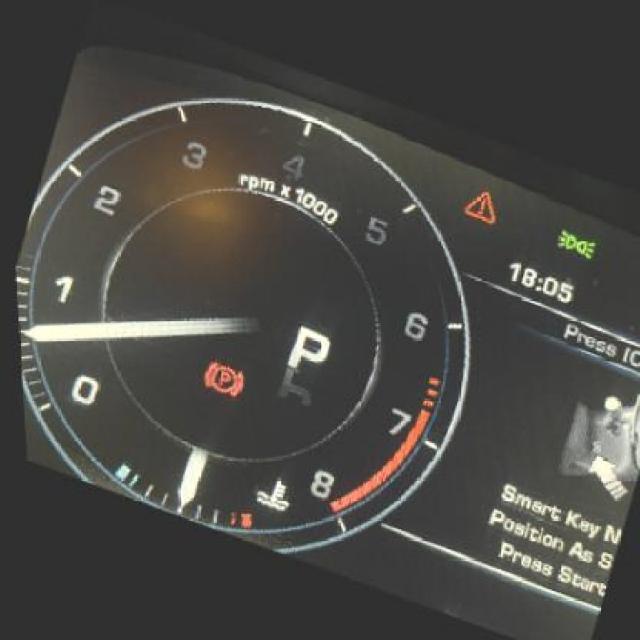 0
1
2
3
4
5
6
7
8
rpm x 1000
P
(P)
18:05
Press (O
Smart Key N
Position As S
Press Start